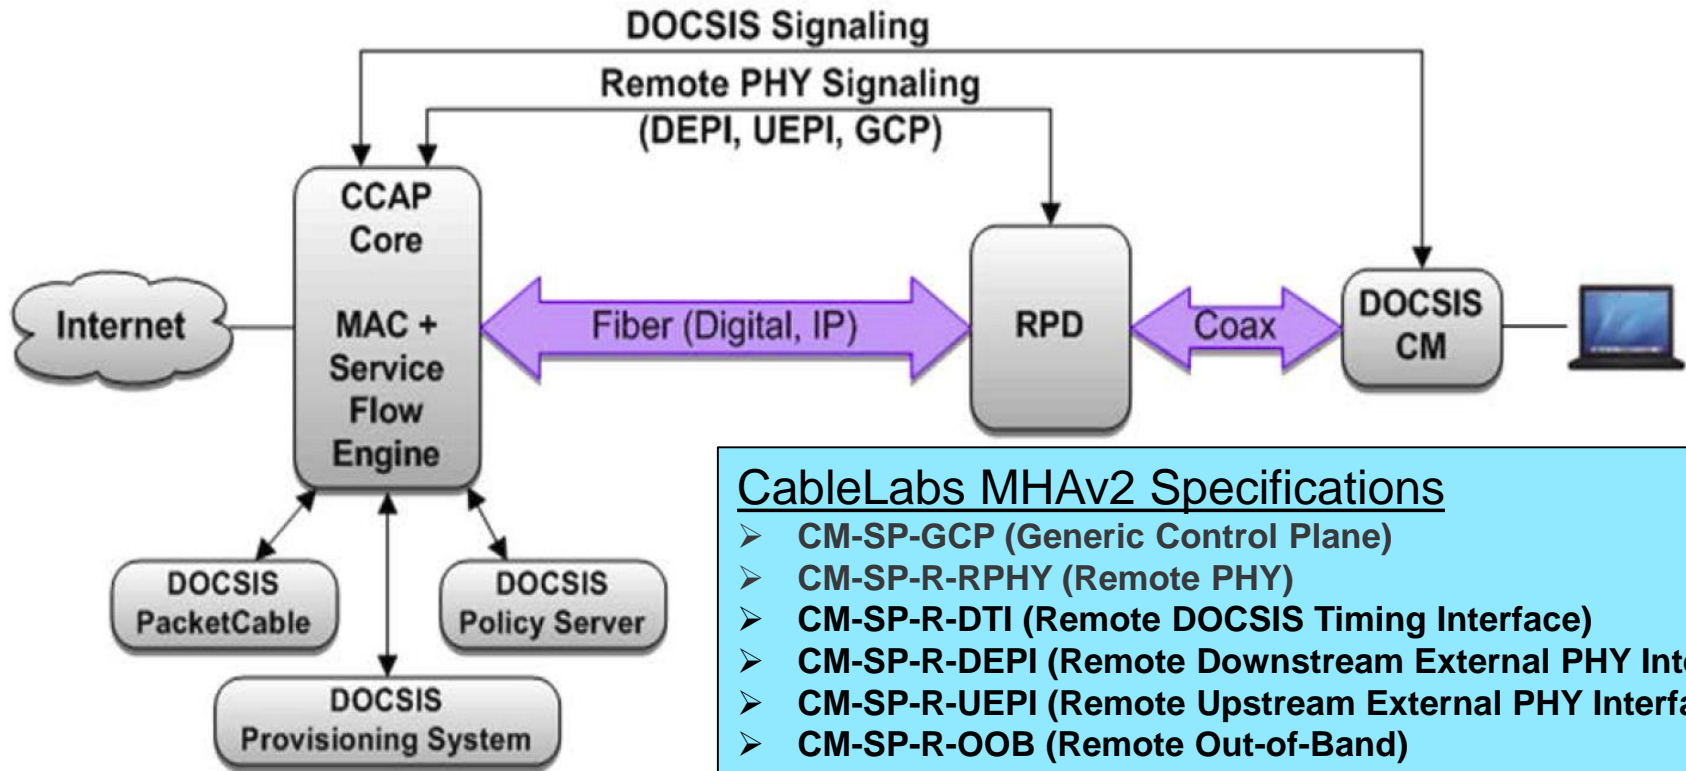 DOCSIS Signaling
Remote PHY Signaling
(DEPI, UEPI, GCP)
CCAP
Core
MAC +
Service
Flow
Engine
Internet
Fiber (Digital, IP)
RPD
Coax
DOCSIS
CM
DOCSIS
PacketCable
DOCSIS
Policy Server
DOCSIS
Provisioning System
CableLabs MHAv2 Specifications
➢ CM-SP-GCP (Generic Control Plane)
➢ CM-SP-R-RPHY (Remote PHY)
➢ CM-SP-R-DTI (Remote DOCSIS Timing Interface)
➢ CM-SP-R-DEPI (Remote Downstream External PHY
➢ CM-SP-R-UEPI (Remote Upstream External PHY
➢ CM-SP-R-OOB (Remote Out-of-Band)